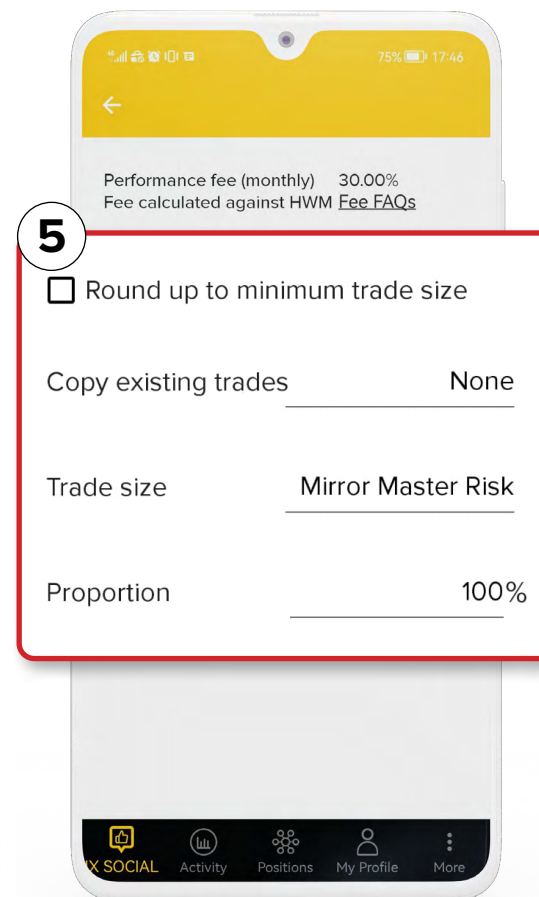 75% 17:46
Performance fee (monthly) 30.00%
Fee calculated against HWM Fee FAQs
5
Round up to minimum trade size
Copy existing trades None
Trade size Mirror Master Risk
Proportion 100%
X SOCIAL Activity Positions My Profile More